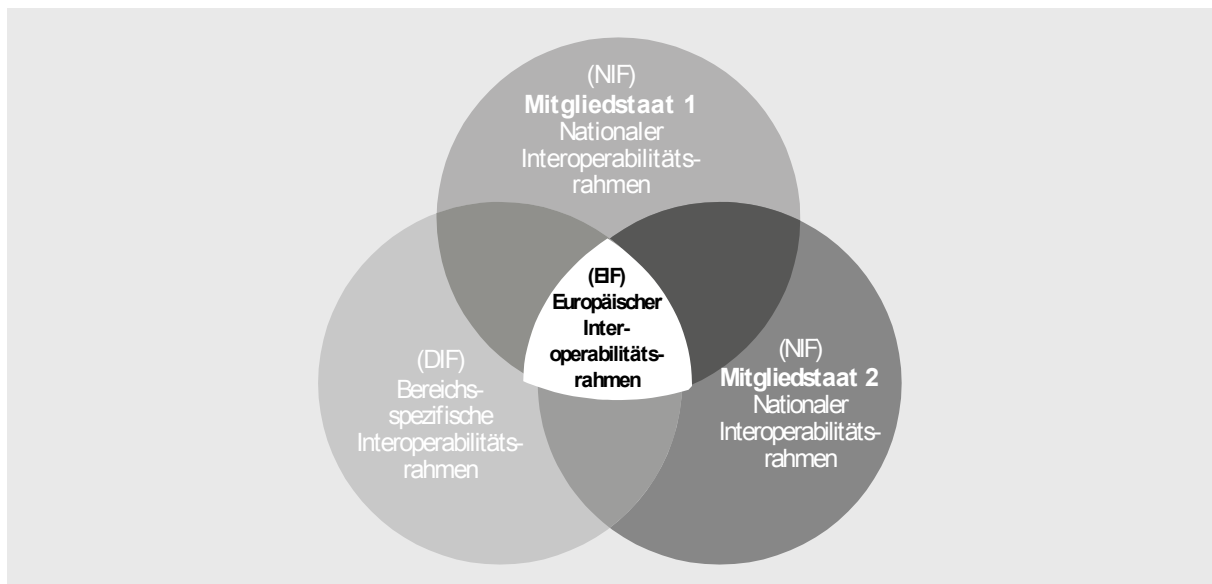 (NIF)
Mitgliedstaat 1
Nationaler
Interoperabilitäts-
rahmen
(EIF)
Europäischer
Inter-
operabilitäts-
rahmen
(DIF)
Bereichs-
spezifische
Interoperabilitäts-
rahmen
(NIF)
Mitgliedstaat 2
Nationaler
Interoperabilitäts-
rahmen